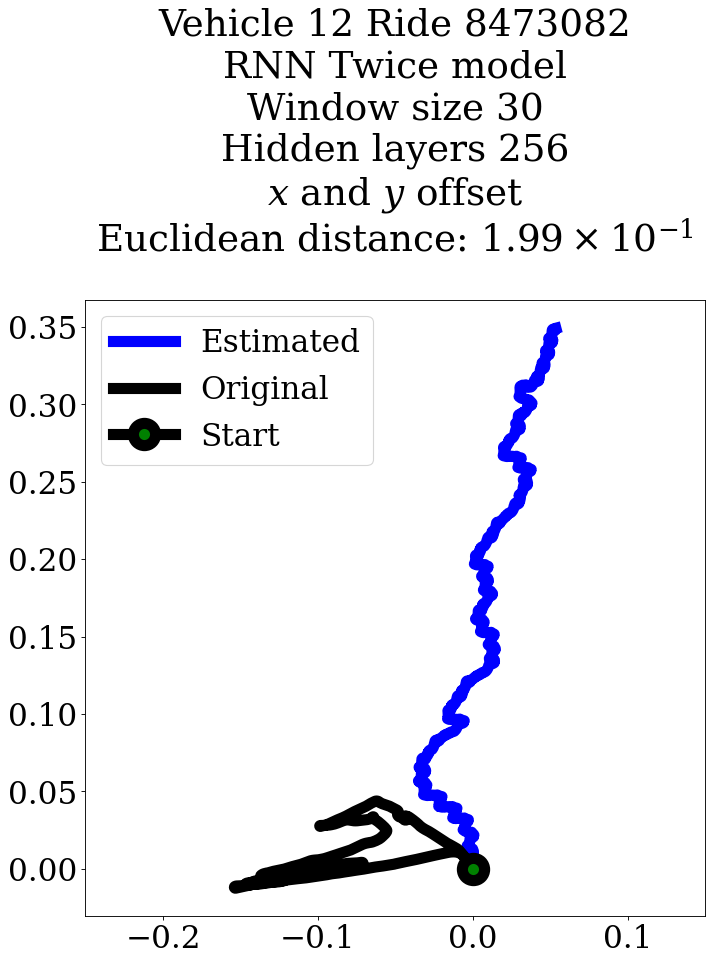 Vehicle 12 Ride 8473082
RNN Twice model
Window size 30
Hidden layers 256
x and y offset
Euclidean distance: 1.99 × 10⁻¹
Estimated
Original
Start
0.35
0.30
0.25
0.20
0.15
0.10
0.05
0.00
−0.2 −0.1 0.0 0.1